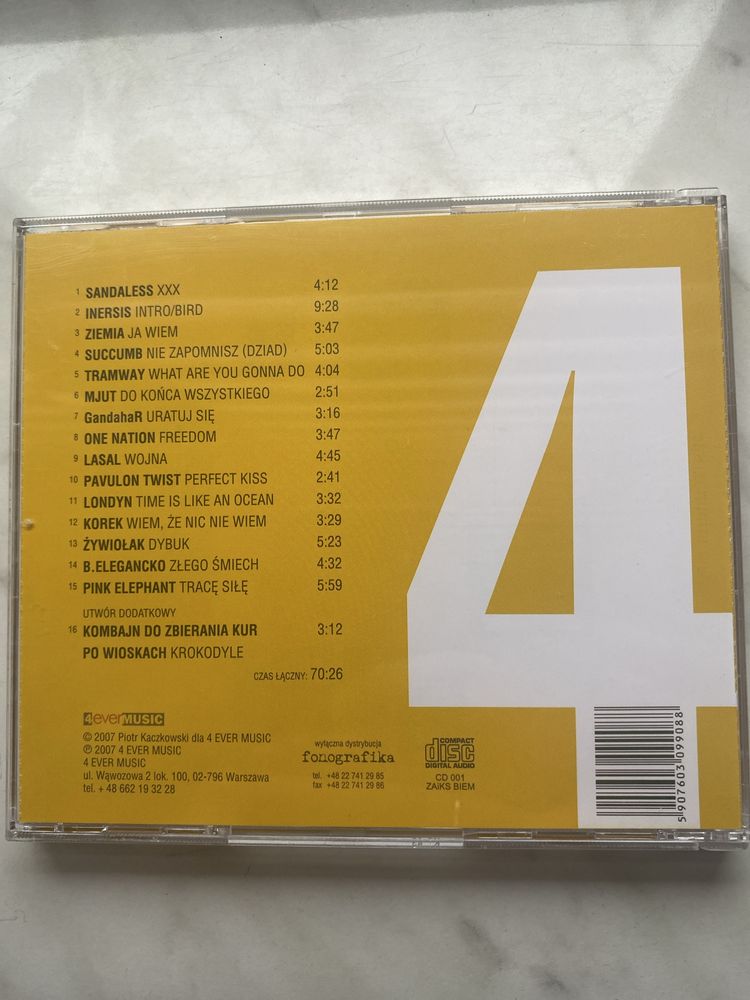 1 SANDALESS XXX 4:12
2 INERSIS INTRO/BIRD 9:28
3 ZIEMIA JA WIEM 3:47
4 SUCCUMB NIE ZAPOMNISZ (DZIAD) 5:03
5 TRAMWAY WHAT ARE YOU GONNA DO 4:04
6 MJUT DO KOŃCA WSZYSTKIEGO 2:51
7 GandahaR URATUJ SIĘ 3:16
8 ONE NATION FREEDOM 3:47
9 LASAL WOJNA 4:45
10 PAVULON TWIST PERFECT KISS 2:41
11 LONDYN TIME IS LIKE AN OCEAN 3:32
12 KOREK WIEM, ŻE NIC NIE WIEM 3:29
13 ŻYWIOŁAK DYBUK 5:23
14 B.ELEGANCKO ZŁEGO ŚMIECH 4:32
15 PINK ELEPHANT TRACĘ SIŁĘ 5:59
UTWÓR DODATKOWY
16 KOMBAJN DO ZBIERANIA KUR 3:12
PO WIOSKACH KROKODYLE
CZAS ŁĄCZNY: 70:26
4
4everMUSIC
© 2007 Piotr Kaczkowski dla 4 EVER MUSIC
℗ 2007 4 EVER MUSIC
4 EVER MUSIC
ul. Wąwozowa 2 lok. 100, 02-796 Warszawa
tel. + 48 662 19 32 28
wyłączna dystrybucja
fonografika
tel. +48 22 741 29 85
fax +48 22 741 29 86
COMPACT
disc
DIGITAL AUDIO
CD 001
ZAIKS BIEM
5 907603 099088